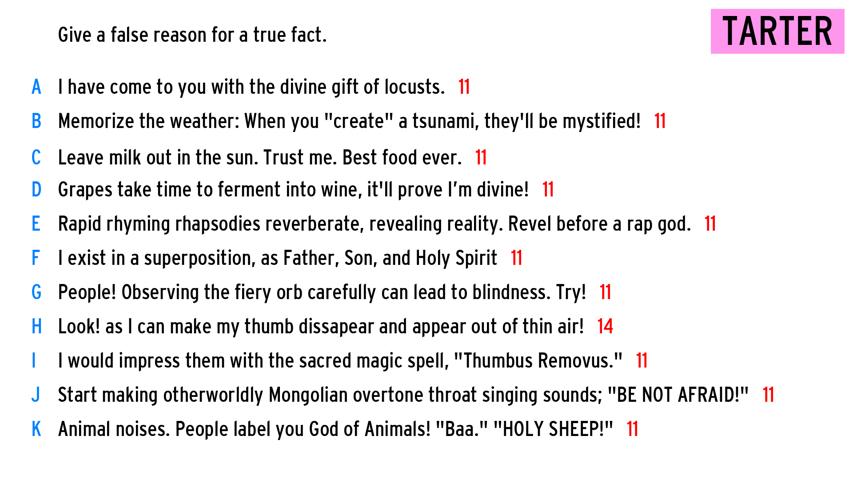 Give a false reason for a true fact.
TARTER
A I have come to you with the divine gift of locusts. 11
B Memorize the weather: When you "create" a tsunami, they'll be mystified! 11
C Leave milk out in the sun. Trust me. Best food ever. 11
D Grapes take time to ferment into wine, it'll prove I'm divine! 11
E Rapid rhyming rhapsodies reverberate, revealing reality. Revel before a rap god. 11
F I exist in a superposition, as Father, Son, and Holy Spirit 11
G People! Observing the fiery orb carefully can lead to blindness. Try! 11
H Look! as I can make my thumb dissapear and appear out of thin air! 14
I I would impress them with the sacred magic spell, "Thumbus Removus." 11
J Start making otherworldly Mongolian overtone throat singing sounds; "BE NOT AFRAID!" 11
K Animal noises. People label you God of Animals! "Baa." "HOLY SHEEP!" 11